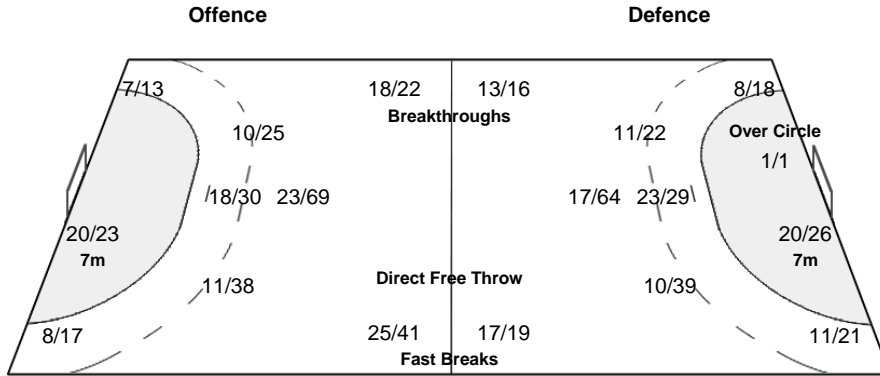 Offence Defence
7/13 18/22 13/16 8/18
Breakthroughs
10/25 11/22 Over Circle
1/1
18/30 23/69 17/64 23/29
20/23 20/26
7m 7m
Direct Free Throw
11/38 10/39
8/17 25/41 17/19 11/21
Fast Breaks